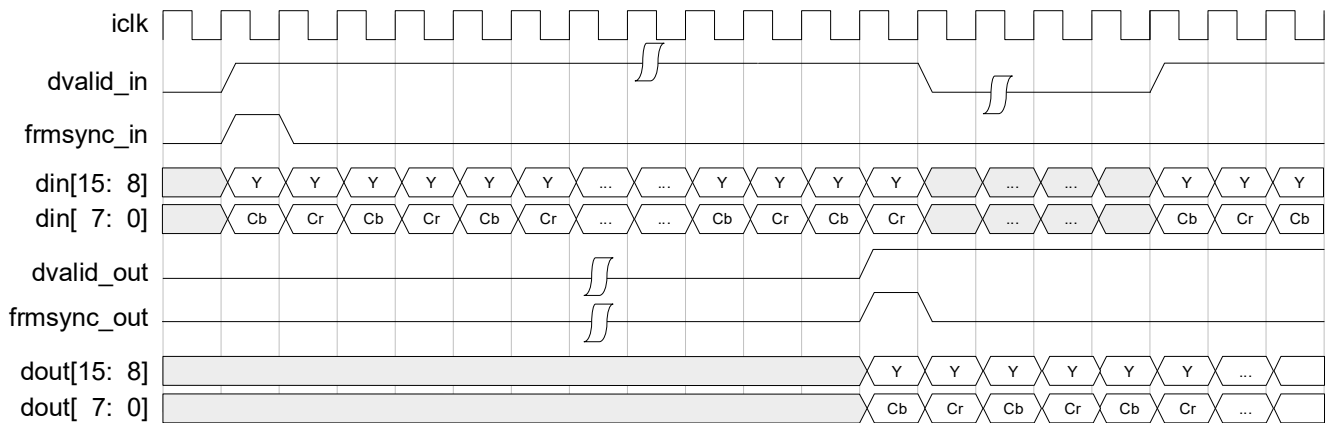 iclk
dvalid_in
frmsync_in
din[15: 8] Y Y Y Y Y Y ... ... Y Y Y Y ... ... Y Y Y
din[ 7: 0] Cb Cr Cb Cr Cb Cr ... ... Cb Cr Cb Cr ... ... Cb Cr Cb
dvalid_out
frmsync_out
dout[15: 8] Y Y Y Y Y Y ...
dout[ 7: 0] Cb Cr Cb Cr Cb Cr ...